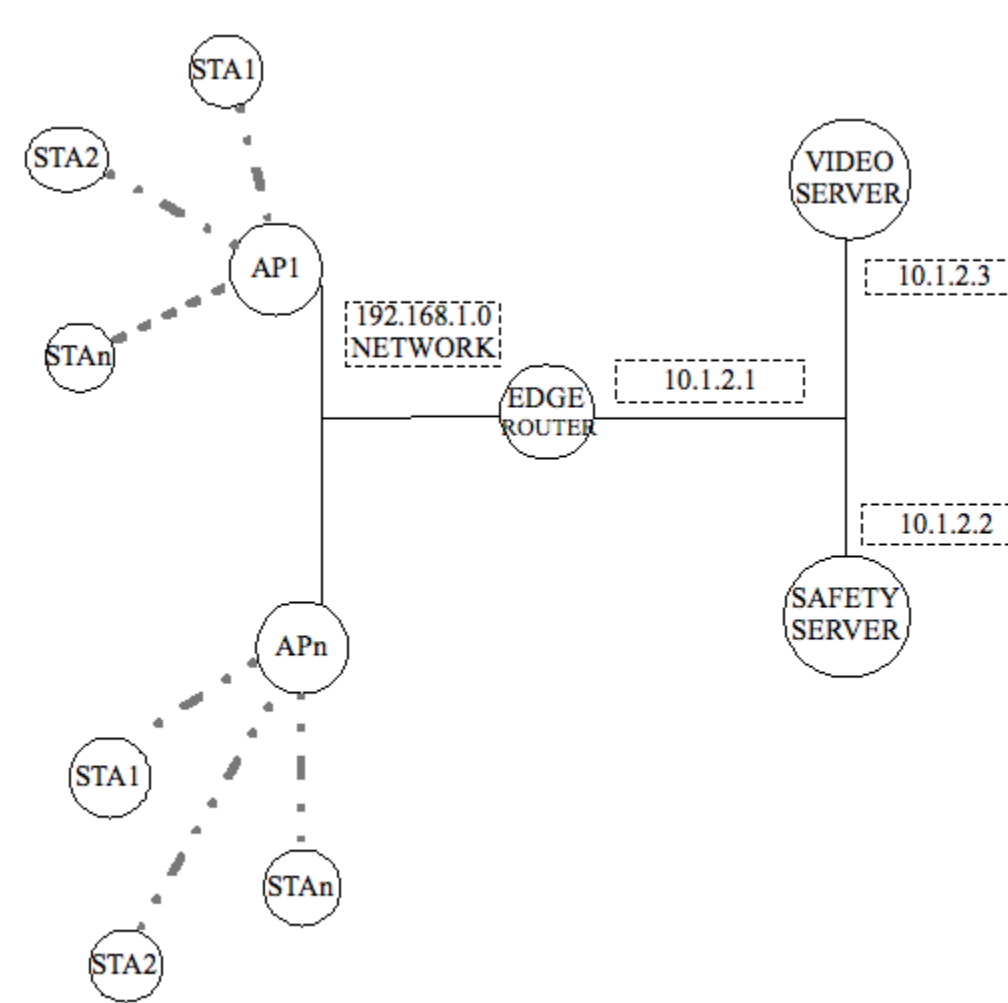 STA1
STA2
VIDEO
SERVER
AP1
10.1.2.3
192.168.1.0
NETWORK
STAn
10.1.2.1
EDGE
ROUTER
10.1.2.2
SAFETY
SERVER
APn
STA1
STAn
STA2